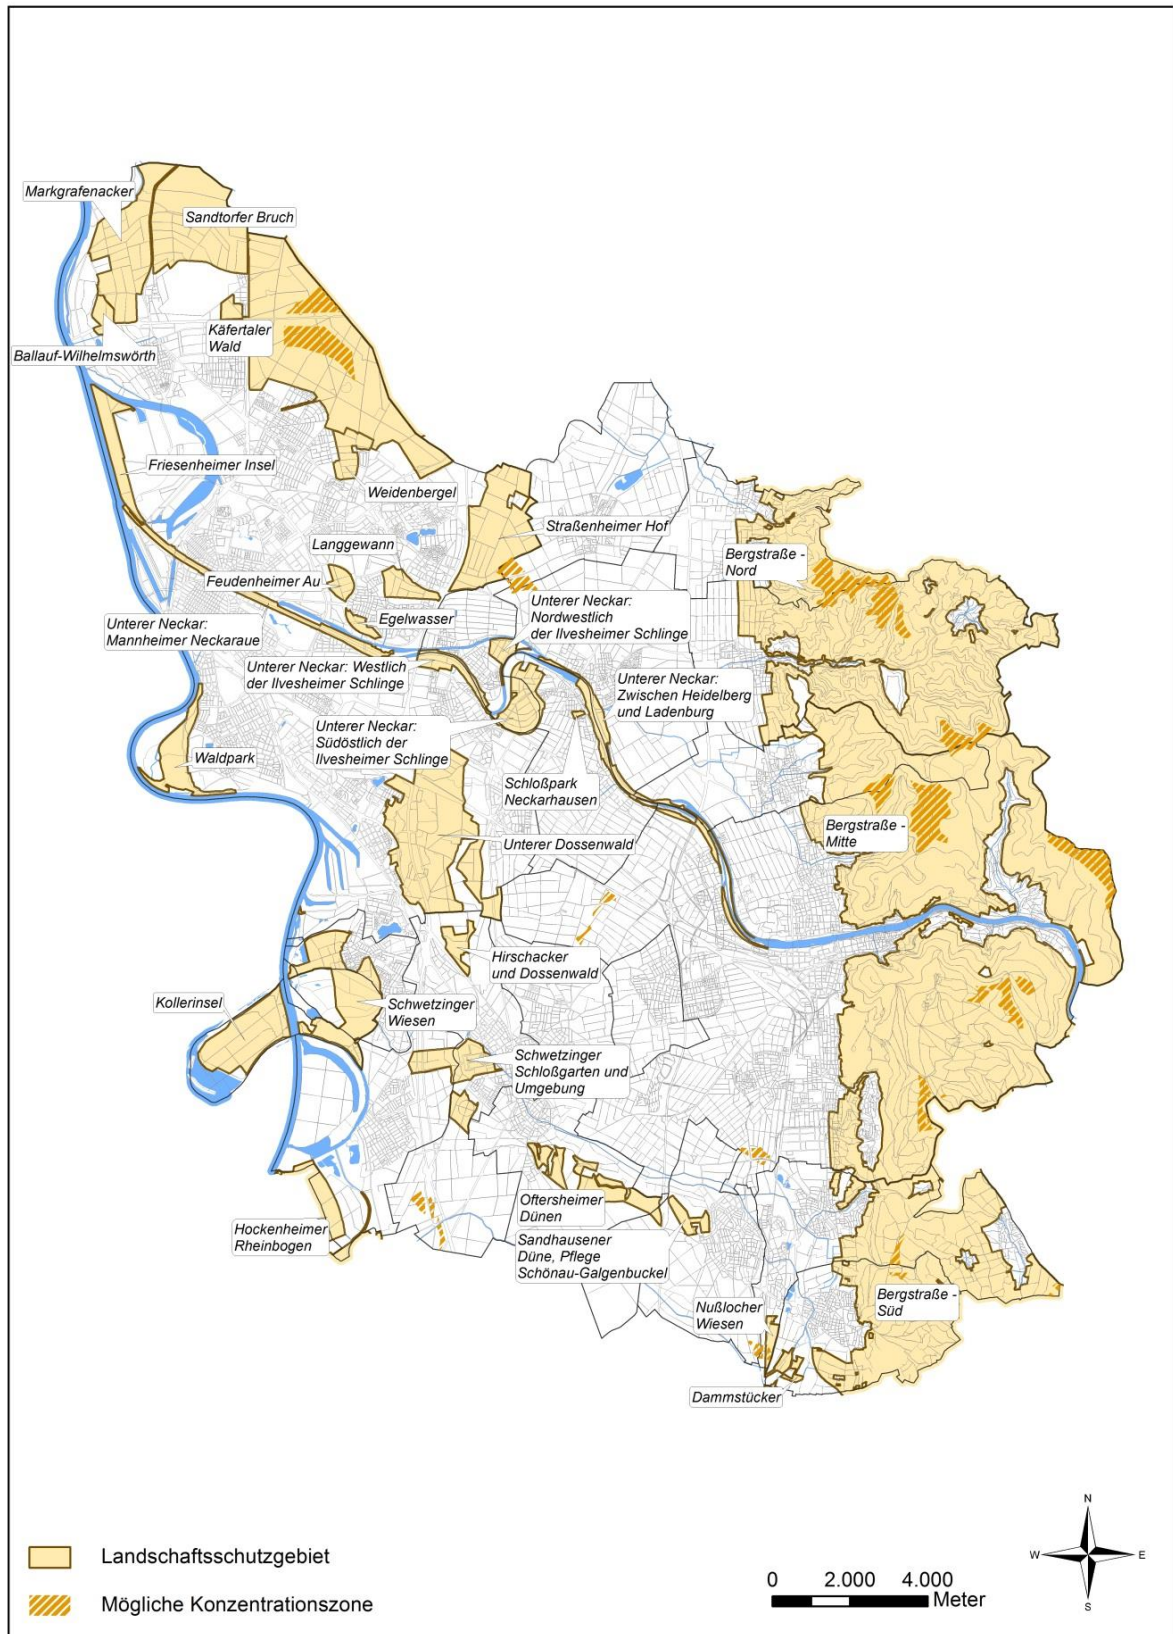 Markgrafenacker
Sandtorfer Bruch
Käfertaler
Wald
Ballauf-Wilhelmswörth
Friesenheimer Insel
Weidenbergel
Straßenheimer Hof
Langgewann
Bergstraße -
Nord
Feudenheimer Au
Unterer Neckar:
Nordwestlich
der Ilvesheimer Schlinge
Egelwasser
Unterer Neckar:
Mannheimer Neckaraue
Unterer Neckar: Westlich
der Ilvesheimer Schlinge
Unterer Neckar:
Zwischen Heidelberg
und Ladenburg
Unterer Neckar:
Südöstlich der
Ilvesheimer Schlinge
Waldpark
Schloßpark
Neckarhausen
Bergstraße -
Mitte
Unterer Dossenwald
Hirschacker
und Dossenwald
Kollerinsel
Schwetzinger
Wiesen
Schwetzinger
Schloßgarten und
Umgebung
Oftersheimer
Dünen
Hockenheimer
Rheinbogen
Sandhausener
Düne, Pflege
Schönau-Galgenbuckel
Bergstraße -
Süd
Nußlocher
Wiesen
Dammstücker
N
W
E
S
Landschaftsschutzgebiet
Mögliche Konzentrationszone
0 2.000 4.000
Meter